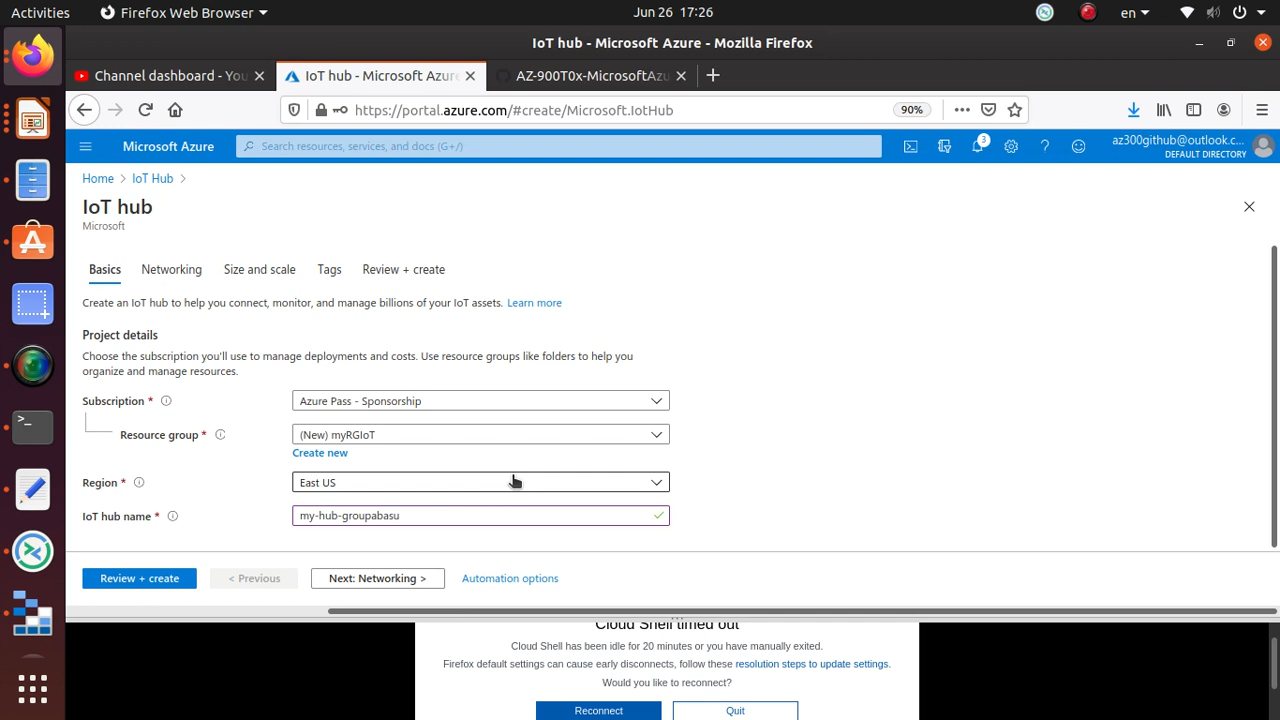 Activities Firefox Web Browser Jun 26 17:26 en
IoT hub - Microsoft Azure - Mozilla Firefox
Channel dashboard - You IoT hub - Microsoft Azure AZ-900T0x-MicrosoftAzu
https://portal.azure.com/#create/Microsoft.IotHub 90%
Microsoft Azure Search resources, services, and docs (G+/) 3 az300github@outlook.c...
DEFAULT DIRECTORY
Home > IoT Hub >
IoT hub
Microsoft
Basics Networking Size and scale Tags Review + create
Create an IoT hub to help you connect, monitor, and manage billions of your IoT assets. Learn more
Project details
Choose the subscription you'll use to manage deployments and costs. Use resource groups like folders to help you
organize and manage resources.
Subscription * Azure Pass - Sponsorship
Resource group * (New) myRGIoT
Create new
Region * East US
IoT hub name * my-hub-groupabasu
Review + create < Previous Next: Networking > Automation options
Cloud Shell timed out
Cloud Shell has been idle for 20 minutes or you have manually exited.
Firefox default settings can cause early disconnects, follow these resolution steps to update settings.
Would you like to reconnect?
Reconnect Quit